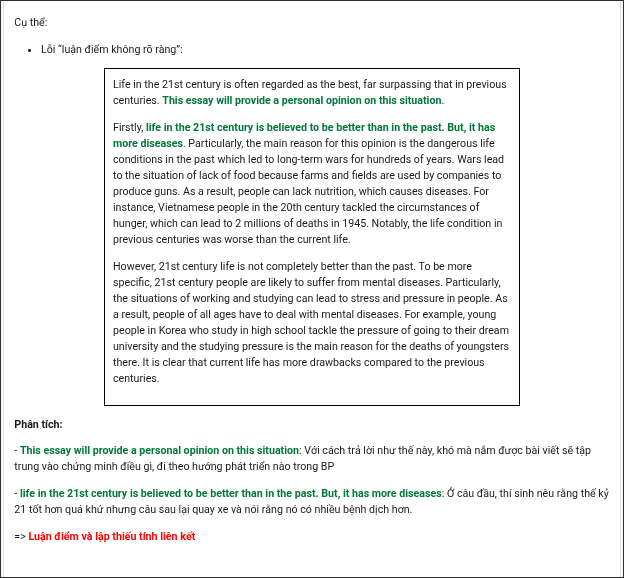 Cụ thể:
Lỗi “luận điểm không rõ ràng”:
Life in the 21st century is often regarded as the best, far surpassing that in previous
centuries. This essay will provide a personal opinion on this situation.
Firstly, life in the 21st century is believed to be better than in the past. But, it has
more diseases. Particularly, the main reason for this opinion is the dangerous life
conditions in the past which led to long-term wars for hundreds of years. Wars lead
to the situation of lack of food because farms and fields are used by companies to
produce guns. As a result, people can lack nutrition, which causes diseases. For
instance, Vietnamese people in the 20th century tackled the circumstances of
hunger, which can lead to 2 millions of deaths in 1945. Notably, the life condition in
previous centuries was worse than the current life.
However, 21st century life is not completely better than the past. To be more
specific, 21st century people are likely to suffer from mental diseases. Particularly,
the situations of working and studying can lead to stress and pressure in people. As
a result, people of all ages have to deal with mental diseases. For example, young
people in Korea who study in high school tackle the pressure of going to their dream
university and the studying pressure is the main reason for the deaths of youngsters
there. It is clear that current life has more drawbacks compared to the previous
centuries.
Phân tích:
- This essay will provide a personal opinion on this situation: Với cách trả lời như thế này, khó mà nắm được bài viết sẽ tập
trung vào chứng minh điều gì, đi theo hướng phát triển nào trong BP
- life in the 21st century is believed to be better than in the past. But, it has more diseases: Ở câu đầu, thí sinh nêu rằng thế kỷ
21 tốt hơn quá khứ nhưng câu sau lại quay xe và nói rằng nó có nhiều bệnh dịch hơn.
=> Luận điểm và lập thiếu tính liên kết